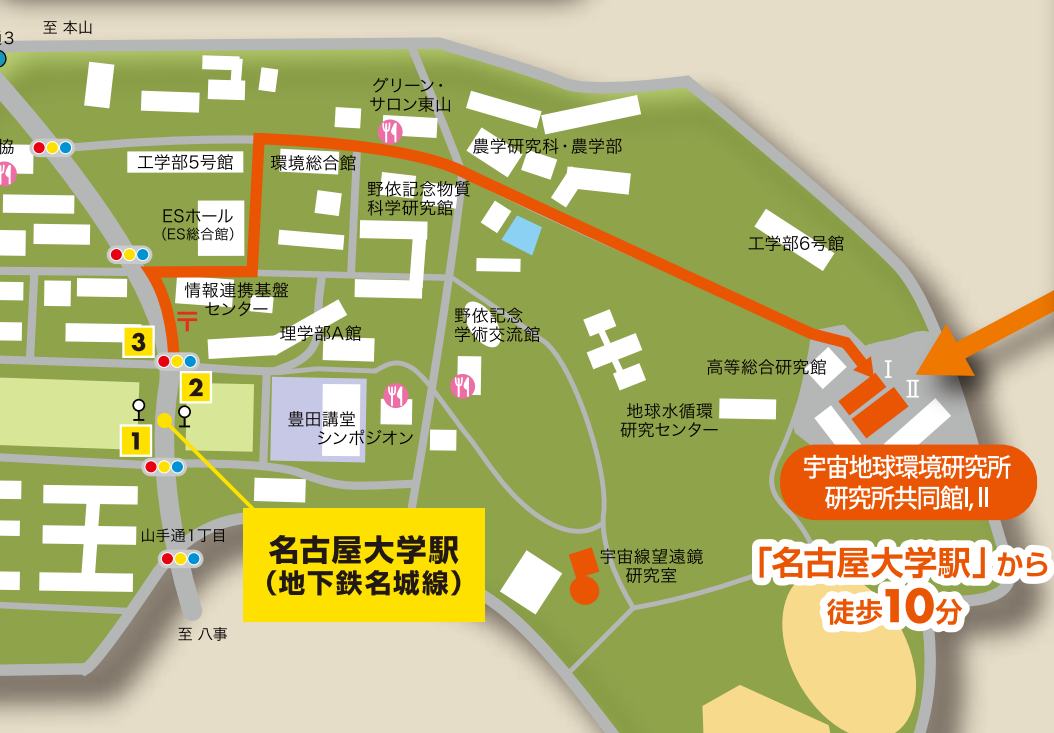 至 本山
3
グリーン・
サロン東山
協
工学部5号館
環境総合館
農学研究科・農学部
野依記念物質
科学研究館
ESホール
（ES総合館）
工学部6号館
情報連携基盤
センター
〒
野依記念
学術交流館
理学部A館
3
高等総合研究館
I
II
2
地球水循環
研究センター
豊田講堂
シンポジオン
1
宇宙地球環境研究所
研究所共同館I, II
山手通1丁目
名古屋大学駅
（地下鉄名城線）
宇宙線望遠鏡
研究室
「名古屋大学駅」から
徒歩10分
至 八事